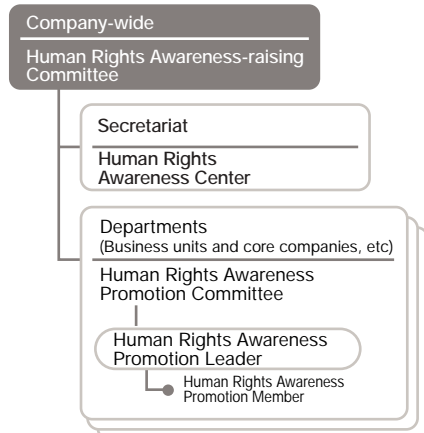 Company-wide
Human Rights Awareness-raising
Committee
Secretariat
Human Rights
Awareness Center
Departments
(Business units and core companies, etc)
Human Rights Awareness
Promotion Committee
Human Rights Awareness
Promotion Leader
Human Rights Awareness
Promotion Member